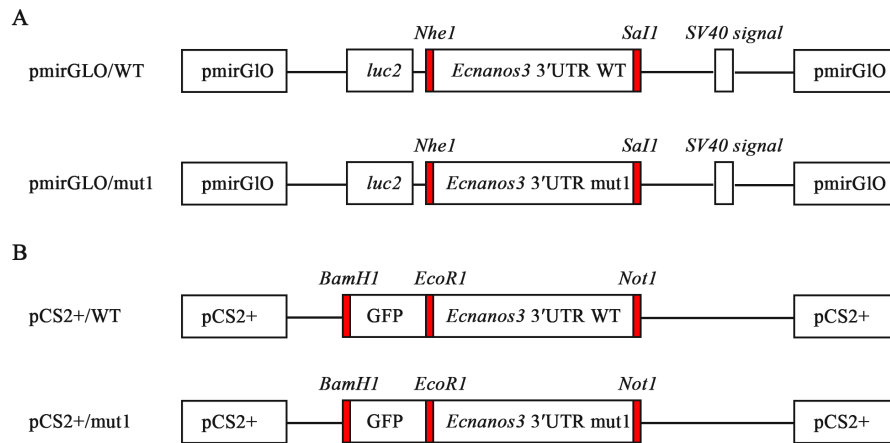 A
Nhe1 SaI1 SV40 signal
pmirGLO/WT pmirGlO luc2 Ecnanos3 3′UTR WT pmirGlO
Nhe1 SaI1 SV40 signal
pmirGLO/mut1 pmirGlO luc2 Ecnanos3 3′UTR mut1 pmirGlO
B
BamH1 EcoR1 Not1
pCS2+/WT pCS2+ GFP Ecnanos3 3′UTR WT pCS2+
BamH1 EcoR1 Not1
pCS2+/mut1 pCS2+ GFP Ecnanos3 3′UTR mut1 pCS2+